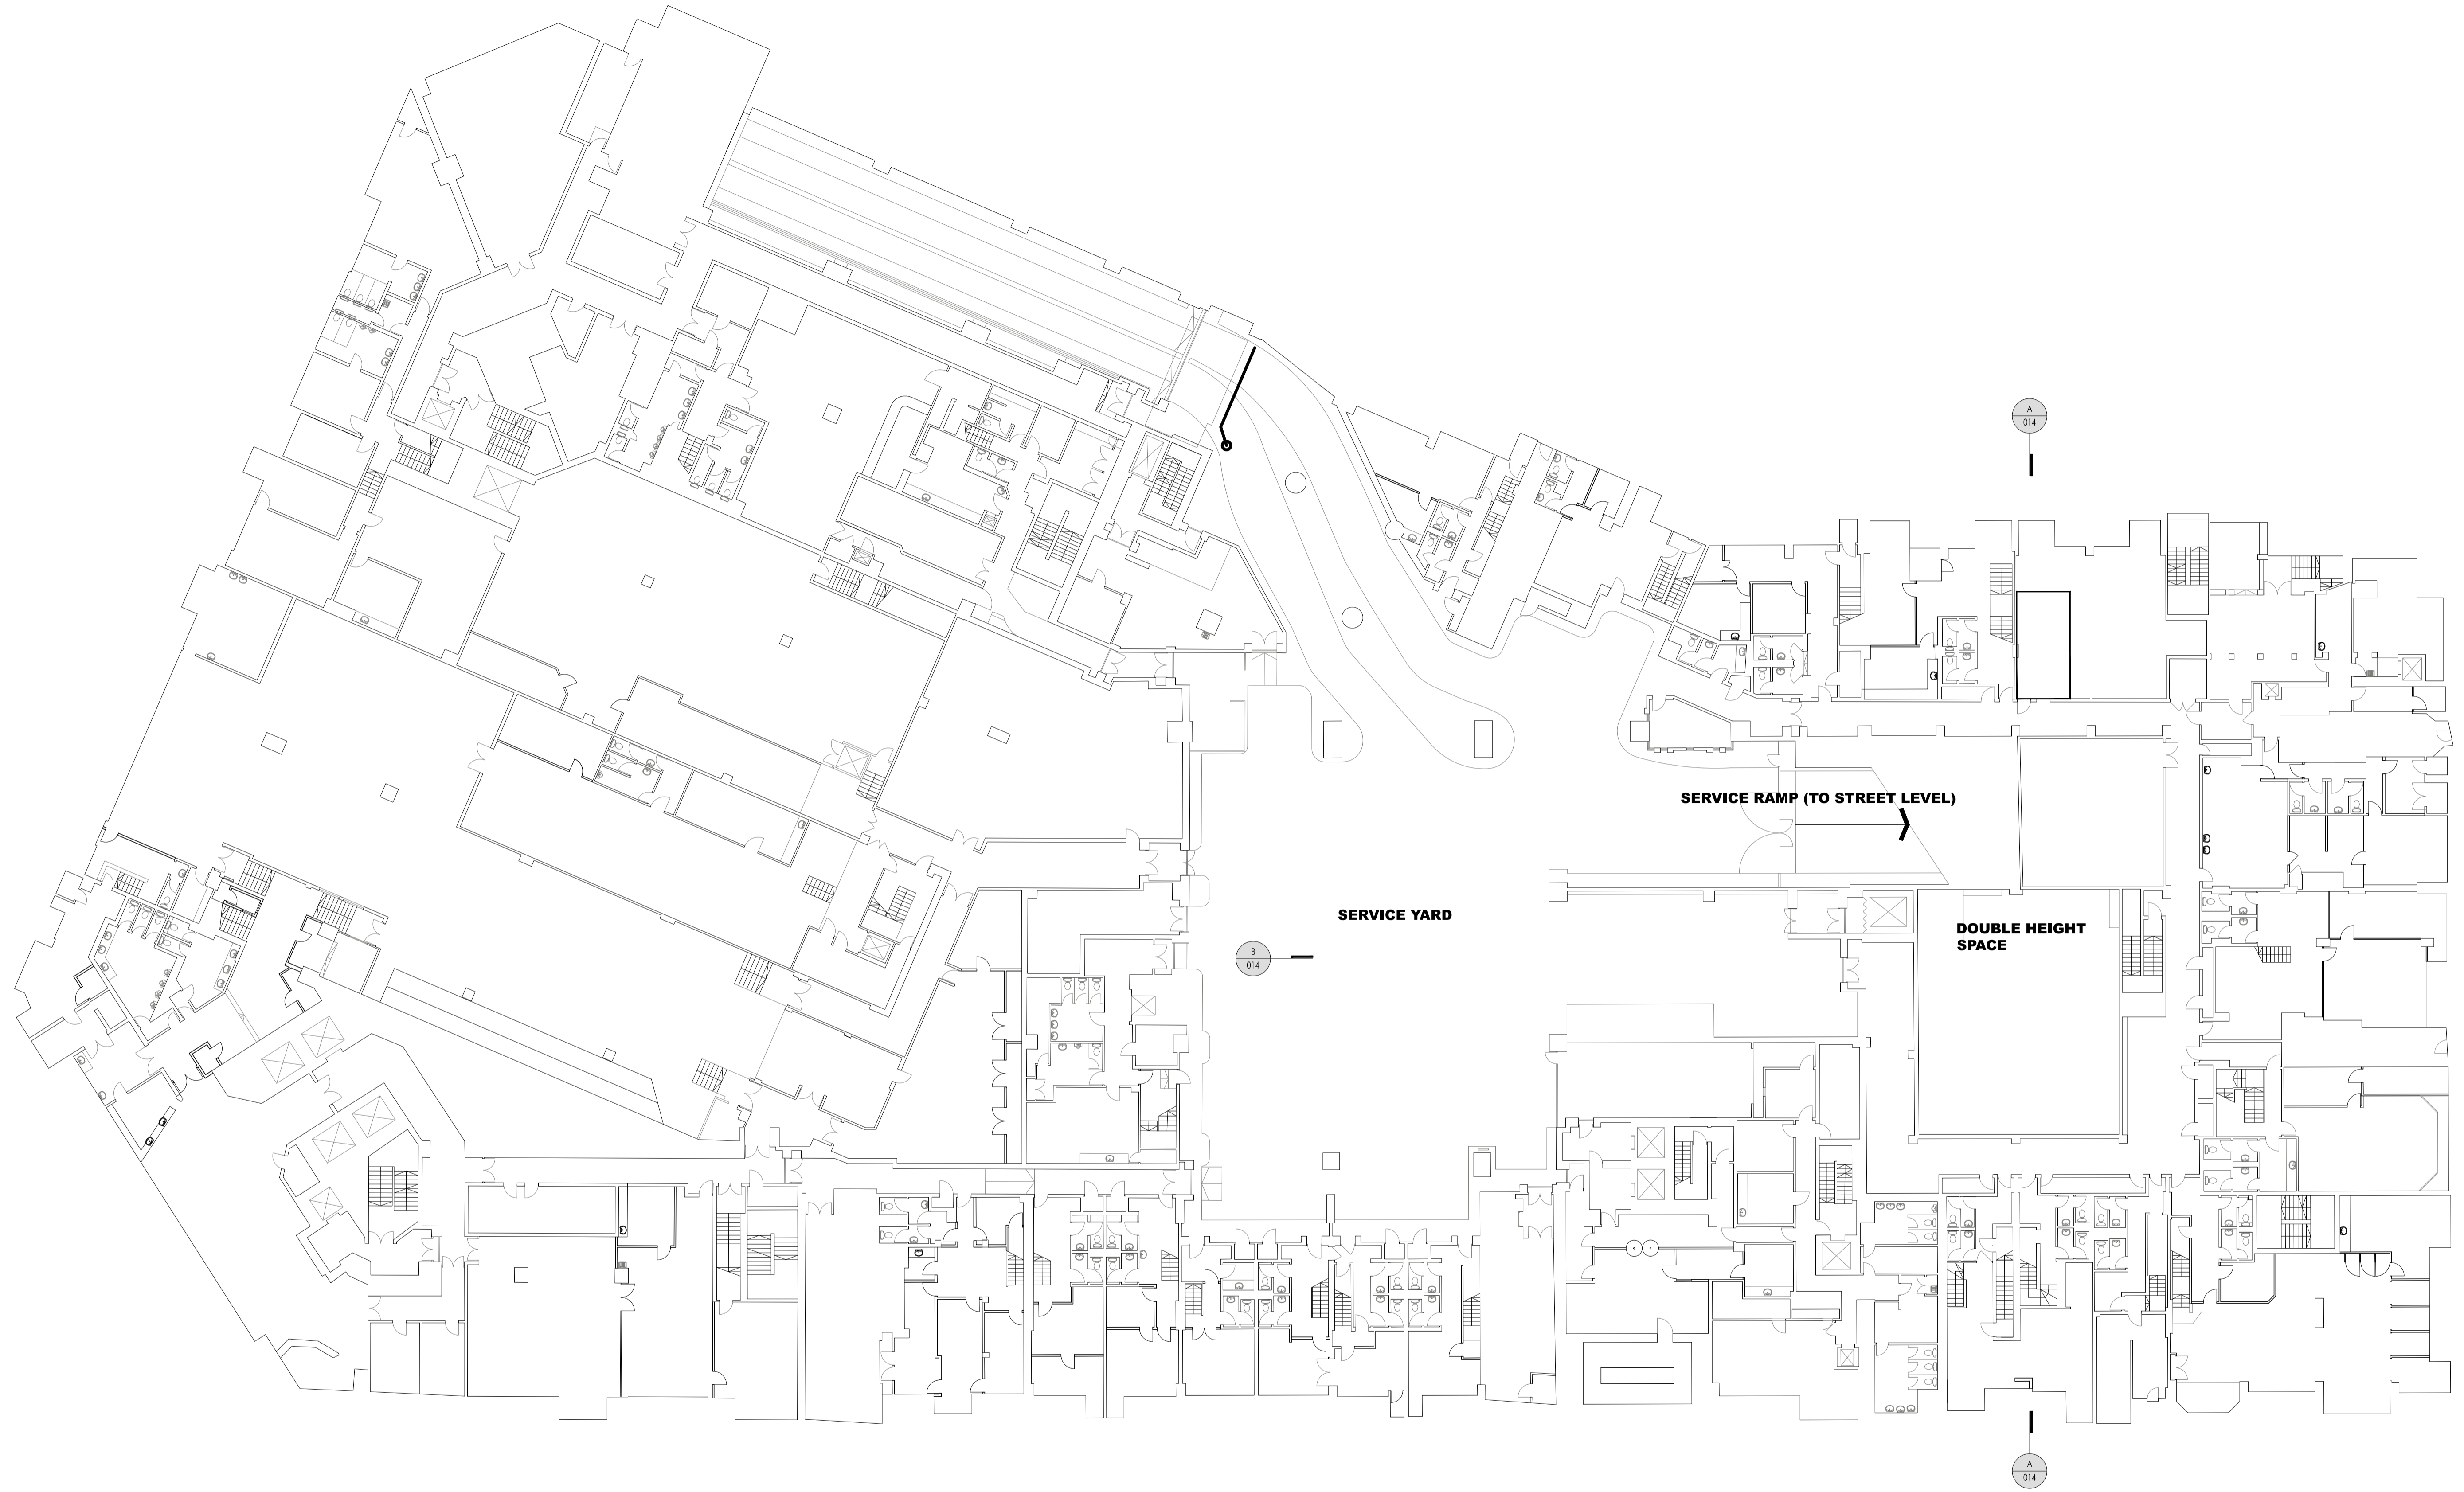 A
014
SERVICE RAMP (TO STREET LEVEL)
SERVICE YARD
DOUBLE HEIGHT
SPACE
B
014
A
014